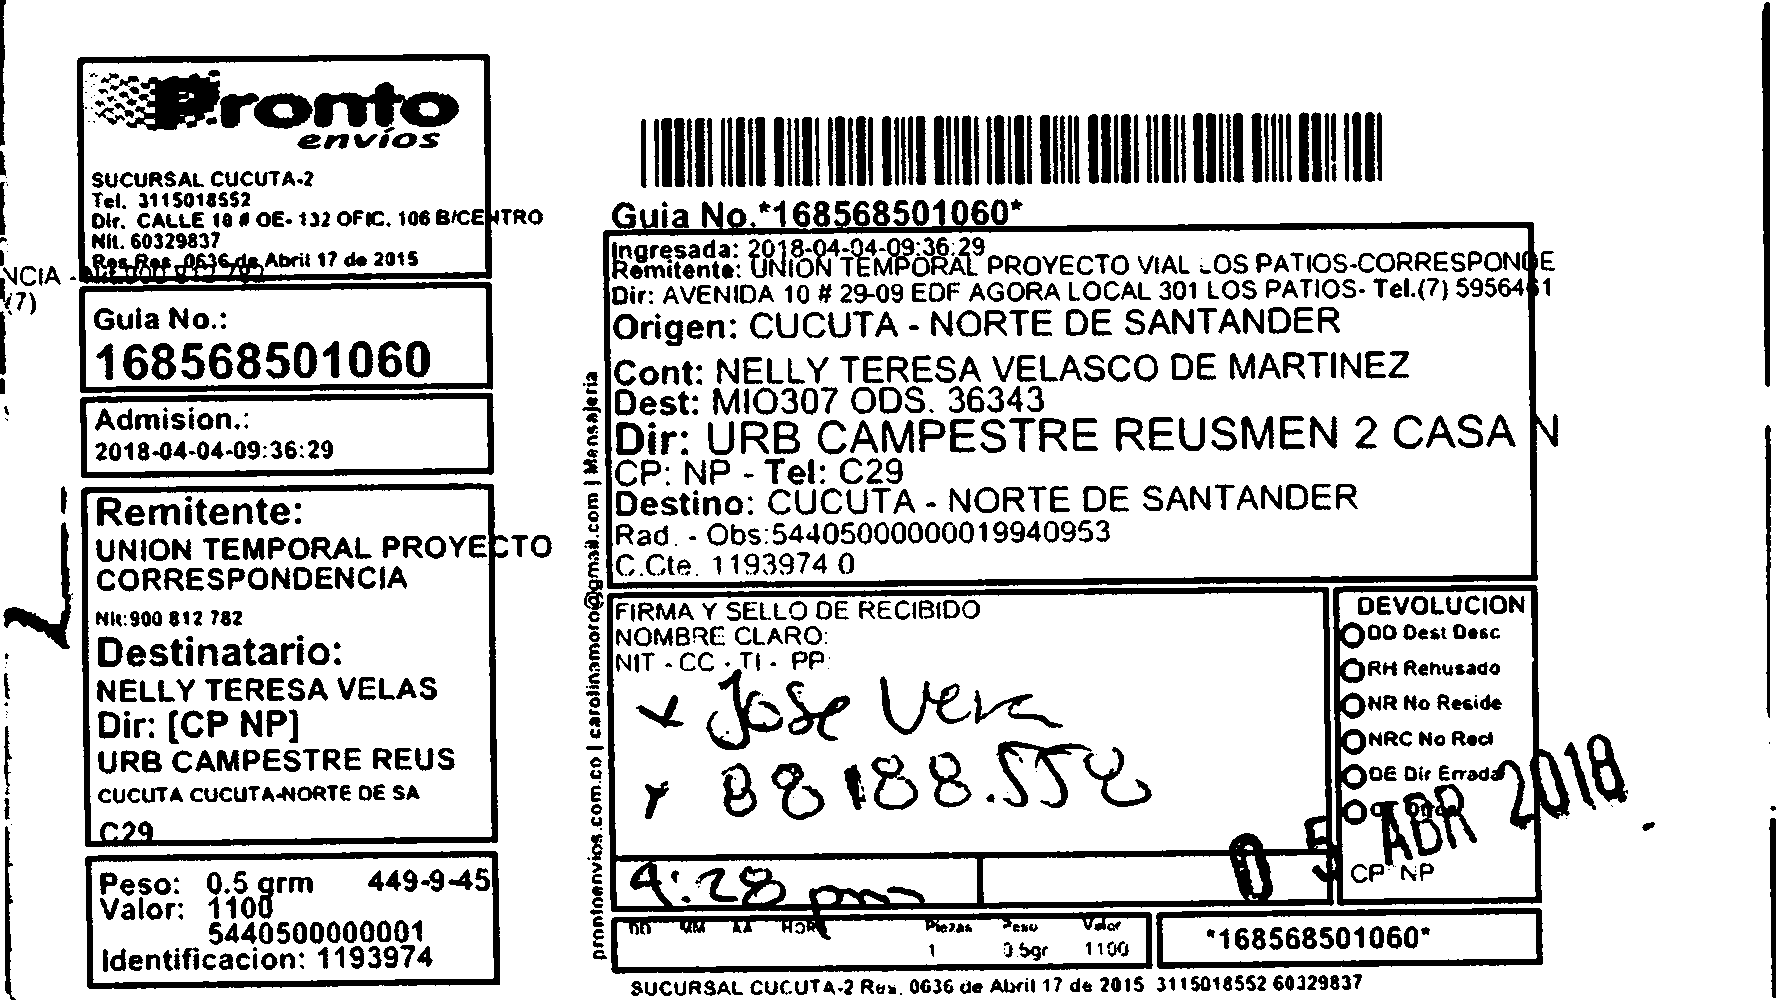 Pronto
envíos
SUCURSAL CUCUTA-2
Tel. 3115018552
Dir. CALLE 10 # OE- 132 OFIC. 106 B/CENTRO
Nit. 60329837
Res Res 0636 de Abril 17 de 2015
NCIA - Nit 900 812 782
(7)
Guia No.:
168568501060
Admision.:
2018-04-04-09:36:29
Remitente:
UNION TEMPORAL PROYECTO
CORRESPONDENCIA
Nit:900 812 782
Destinatario:
NELLY TERESA VELAS
Dir: [CP NP]
URB CAMPESTRE REUS
CUCUTA CUCUTA-NORTE DE SA
C29
Peso: 0.5 grm 449-9-45
Valor: 1100
5440500000001
Identificacion: 1193974
prontoenvios.com.co | carolinamoro@gmail.com | Mensajeria
Guia No.*168568501060*
Ingresada: 2018-04-04-09:36:29
Remitente: UNION TEMPORAL PROYECTO VIAL LOS PATIOS-CORRESPONDE
Dir: AVENIDA 10 # 29-09 EDF AGORA LOCAL 301 LOS PATIOS- Tel.(7) 5956461
Origen: CUCUTA - NORTE DE SANTANDER
Cont: NELLY TERESA VELASCO DE MARTINEZ
Dest: MIO307 ODS. 36343
Dir: URB CAMPESTRE REUSMEN 2 CASA N
CP: NP - Tel: C29
Destino: CUCUTA - NORTE DE SANTANDER
Rad. - Obs:54405000000019940953
C.Cte. 1193974 0
FIRMA Y SELLO DE RECIBIDO
NOMBRE CLARO:
NIT - CC - TI - PP:
x Jose Vera
x 88188.558
4:28 pm
DD MM AA HORA Piezas Peso Valor
1 0.5gr 1100
DEVOLUCION
DD Dest Desc
RH Rehusado
NR No Reside
NRC No Recl
DE Dir Errada
05 ABR 2018
CP NP
*168568501060*
SUCURSAL CUCUTA-2 Res. 0636 de Abril 17 de 2015 3115018552 60329837